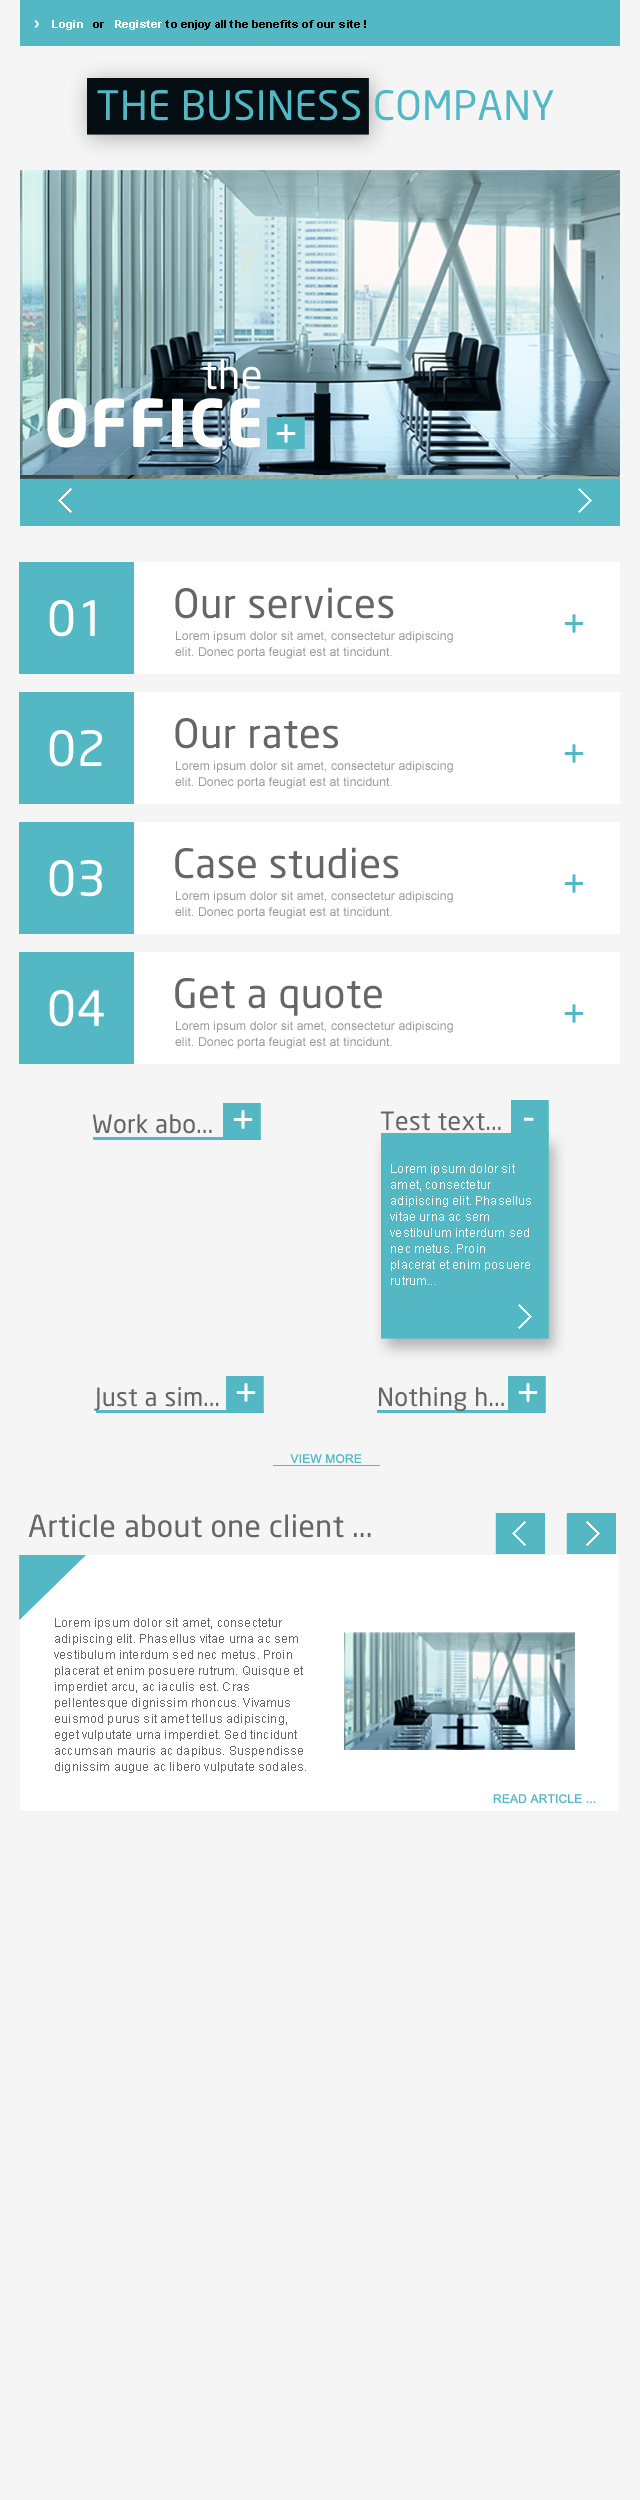 › Login or Register to enjoy all the benefits of our site !
THE BUSINESS COMPANY
the
OFFICE +
01
Our services
Lorem ipsum dolor sit amet, consectetur adipiscing
elit. Donec porta feugiat est at tincidunt.
+
02
Our rates
Lorem ipsum dolor sit amet, consectetur adipiscing
elit. Donec porta feugiat est at tincidunt.
+
03
Case studies
Lorem ipsum dolor sit amet, consectetur adipiscing
elit. Donec porta feugiat est at tincidunt.
+
04
Get a quote
Lorem ipsum dolor sit amet, consectetur adipiscing
elit. Donec porta feugiat est at tincidunt.
+
Work abo... +
Test text... -
Lorem ipsum dolor sit
amet, consectetur
adipiscing elit. Phasellus
vitae urna ac sem
vestibulum interdum sed
nec metus. Proin
placerat et enim posuere
rutrum...
Just a sim... +
Nothing h... +
VIEW MORE
Article about one client ...
Lorem ipsum dolor sit amet, consectetur
adipiscing elit. Phasellus vitae urna ac sem
vestibulum interdum sed nec metus. Proin
placerat et enim posuere rutrum. Quisque et
imperdiet arcu, ac iaculis est. Cras
pellentesque dignissim rhoncus. Vivamus
euismod purus sit amet tellus adipiscing,
eget vulputate urna imperdiet. Sed tincidunt
accumsan mauris ac dapibus. Suspendisse
dignissim augue ac libero vulputate sodales.
READ ARTICLE ...